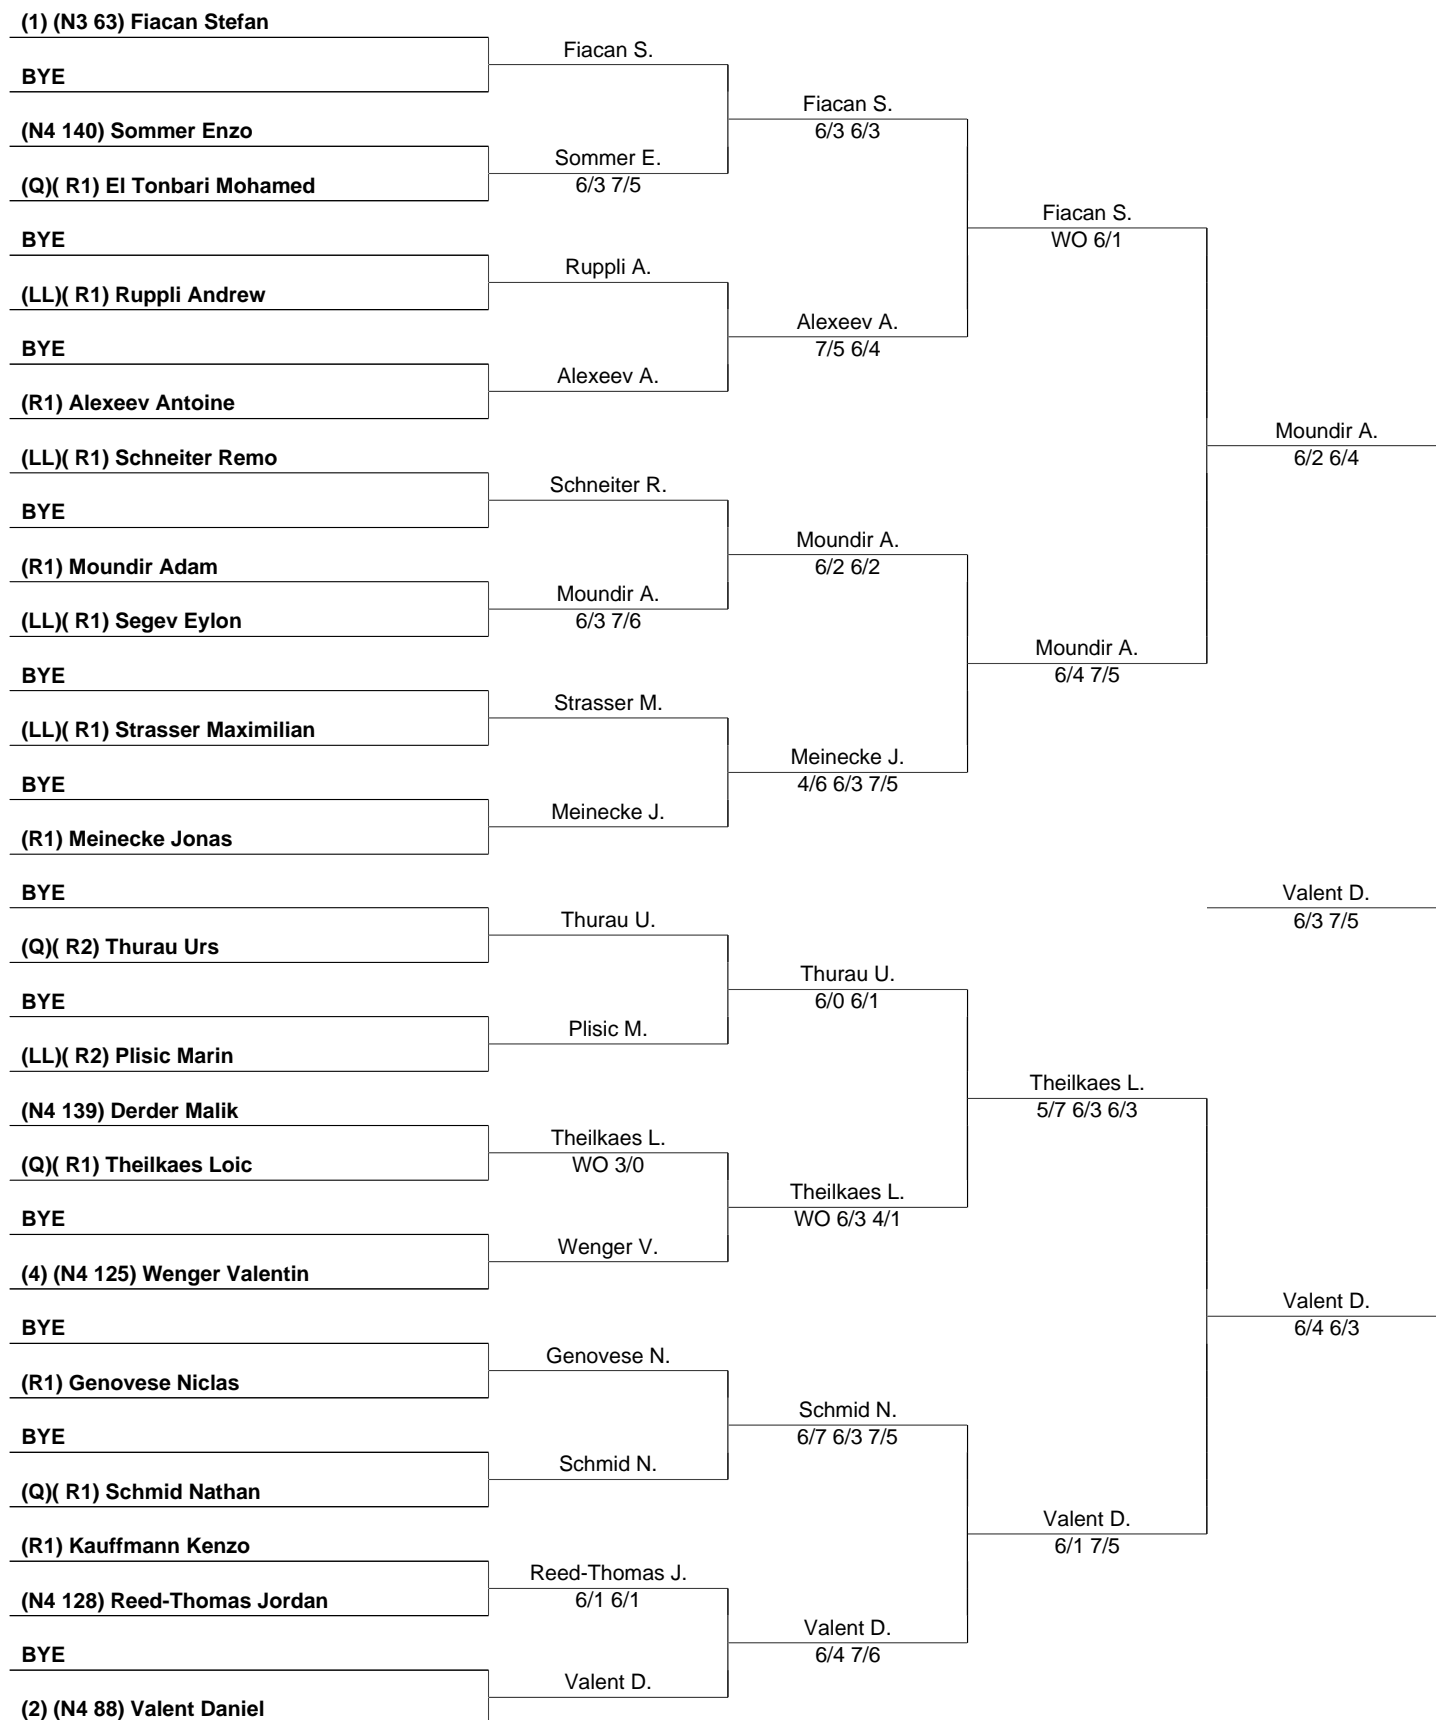 (1) (N3 63) Fiacan Stefan
Fiacan S.
BYE
Fiacan S.
6/3 6/3
(N4 140) Sommer Enzo
Sommer E.
6/3 7/5
(Q)( R1) El Tonbari Mohamed
Fiacan S.
WO 6/1
BYE
Ruppli A.
(LL)( R1) Ruppli Andrew
Alexeev A.
7/5 6/4
BYE
Alexeev A.
(R1) Alexeev Antoine
Moundir A.
6/2 6/4
(LL)( R1) Schneiter Remo
Schneiter R.
BYE
Moundir A.
6/2 6/2
(R1) Moundir Adam
Moundir A.
6/3 7/6
(LL)( R1) Segev Eylon
Moundir A.
6/4 7/5
BYE
Strasser M.
(LL)( R1) Strasser Maximilian
Meinecke J.
4/6 6/3 7/5
BYE
Meinecke J.
(R1) Meinecke Jonas
BYE
Valent D.
6/3 7/5
Thurau U.
(Q)( R2) Thurau Urs
Thurau U.
6/0 6/1
BYE
Plisic M.
(LL)( R2) Plisic Marin
Theilkaes L.
5/7 6/3 6/3
(N4 139) Derder Malik
Theilkaes L.
WO 3/0
(Q)( R1) Theilkaes Loic
Theilkaes L.
WO 6/3 4/1
BYE
Wenger V.
(4) (N4 125) Wenger Valentin
Valent D.
6/4 6/3
BYE
Genovese N.
(R1) Genovese Niclas
Schmid N.
6/7 6/3 7/5
BYE
Schmid N.
(Q)( R1) Schmid Nathan
Valent D.
6/1 7/5
(R1) Kauffmann Kenzo
Reed-Thomas J.
6/1 6/1
(N4 128) Reed-Thomas Jordan
Valent D.
6/4 7/6
BYE
Valent D.
(2) (N4 88) Valent Daniel